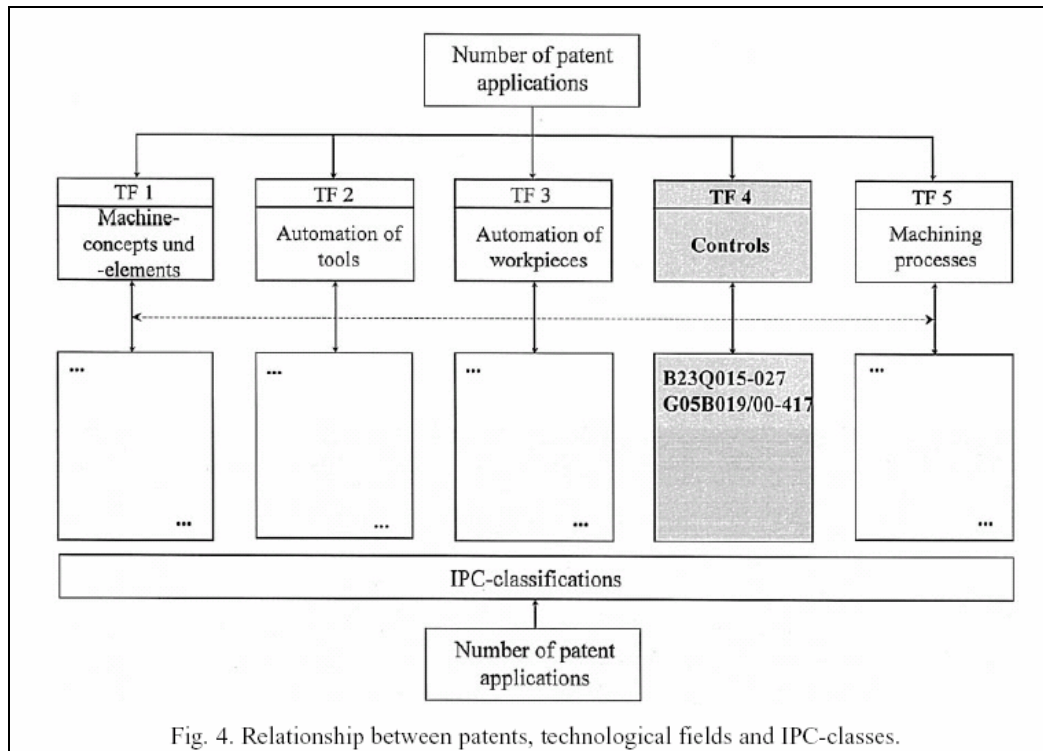 Number of patent
applications
TF 1
Machine-
concepts und
-elements
TF 2
Automation of
tools
TF 3
Automation of
workpieces
TF 4
Controls
TF 5
Machining
processes
...
...
...
...
...
...
B23Q015-027
G05B019/00-417
...
...
IPC-classifications
Number of patent
applications
Fig. 4. Relationship between patents, technological fields and IPC-classes.